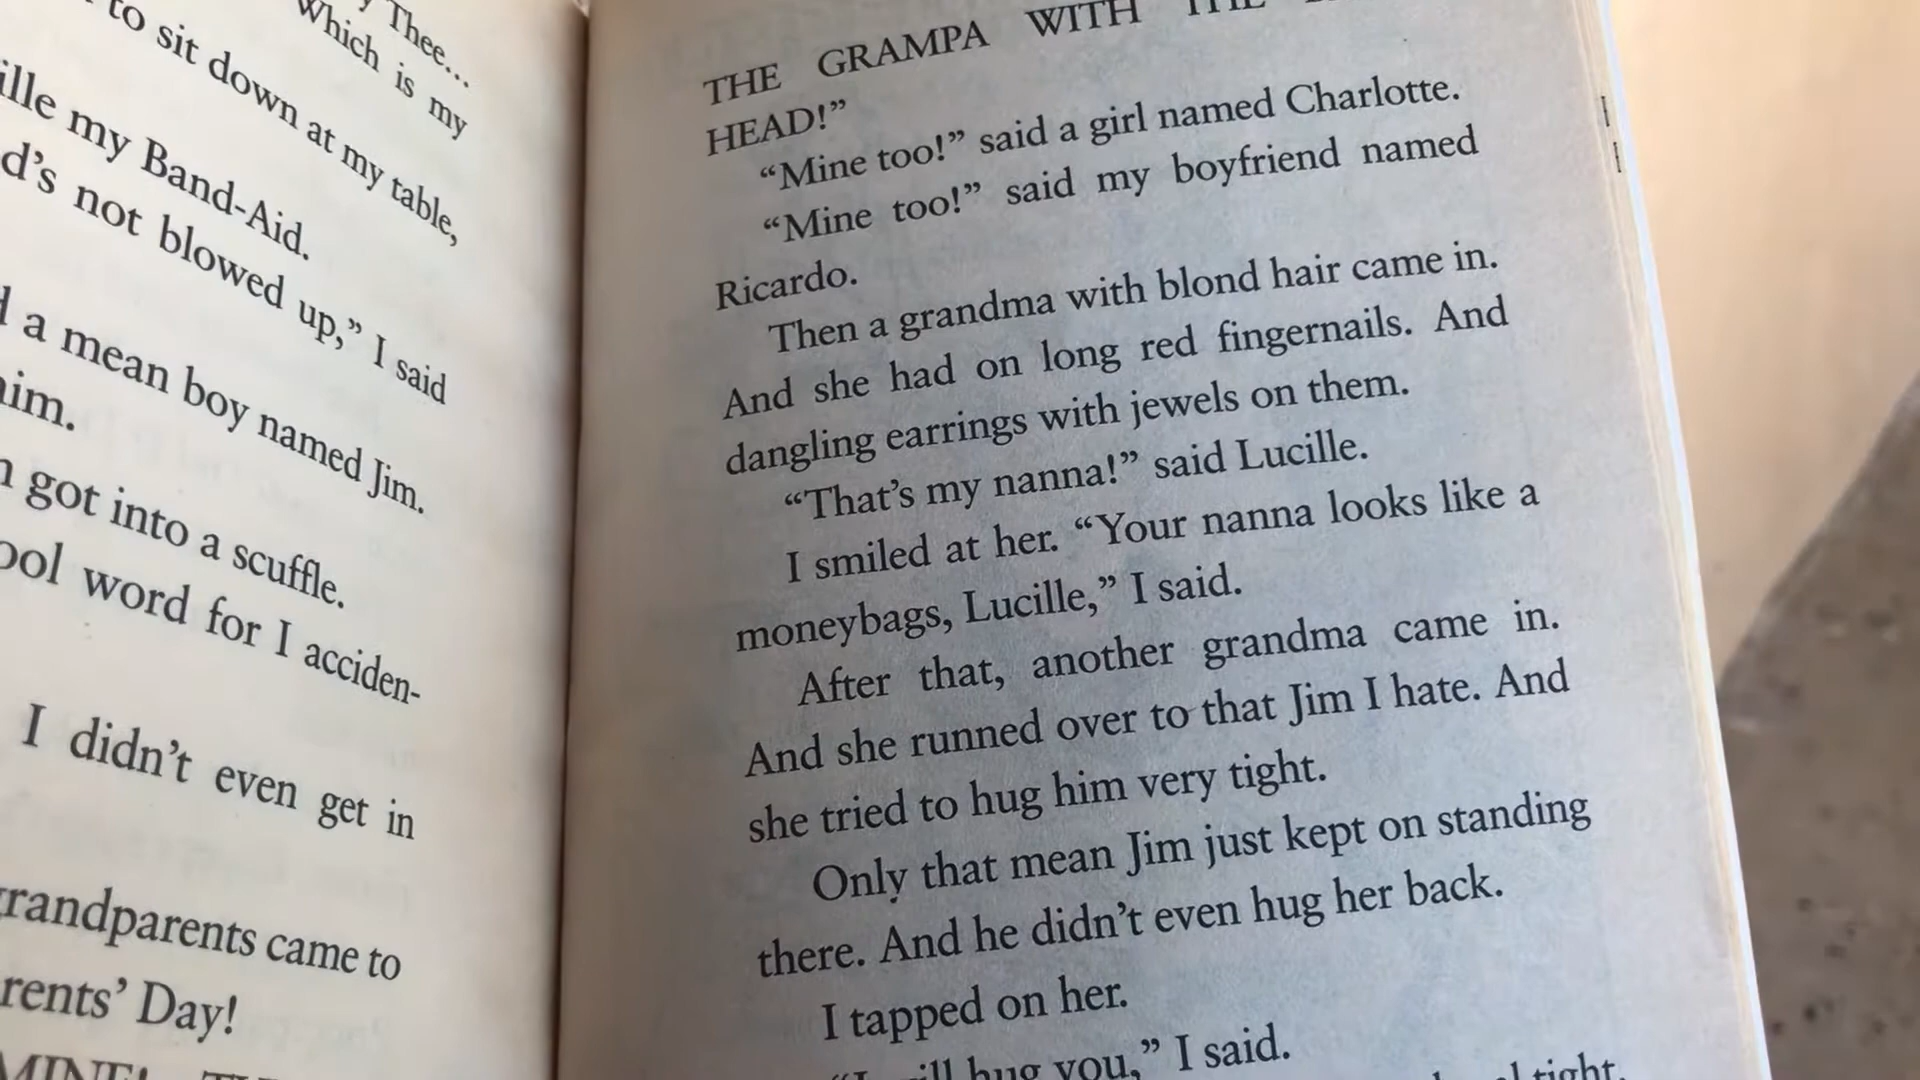 Thee...
Which is my
to sit down at my table,
my Band-Aid.
not blowed up,” I said
a mean boy named Jim.
got into a scuffle.
word for I acciden-
I didn’t even get in
grandparents came to
Day!
THE GRAMPA WITH THE
HEAD!”
“Mine too!” said a girl named Charlotte.
“Mine too!” said my boyfriend named
Ricardo.
Then a grandma with blond hair came in.
And she had on long red fingernails. And
dangling earrings with jewels on them.
“That’s my nanna!” said Lucille.
I smiled at her. “Your nanna looks like a
moneybags, Lucille,” I said.
After that, another grandma came in.
And she runned over to that Jim I hate. And
she tried to hug him very tight.
Only that mean Jim just kept on standing
there. And he didn’t even hug her back.
I tapped on her.
“I will hug you,” I said.
tight.